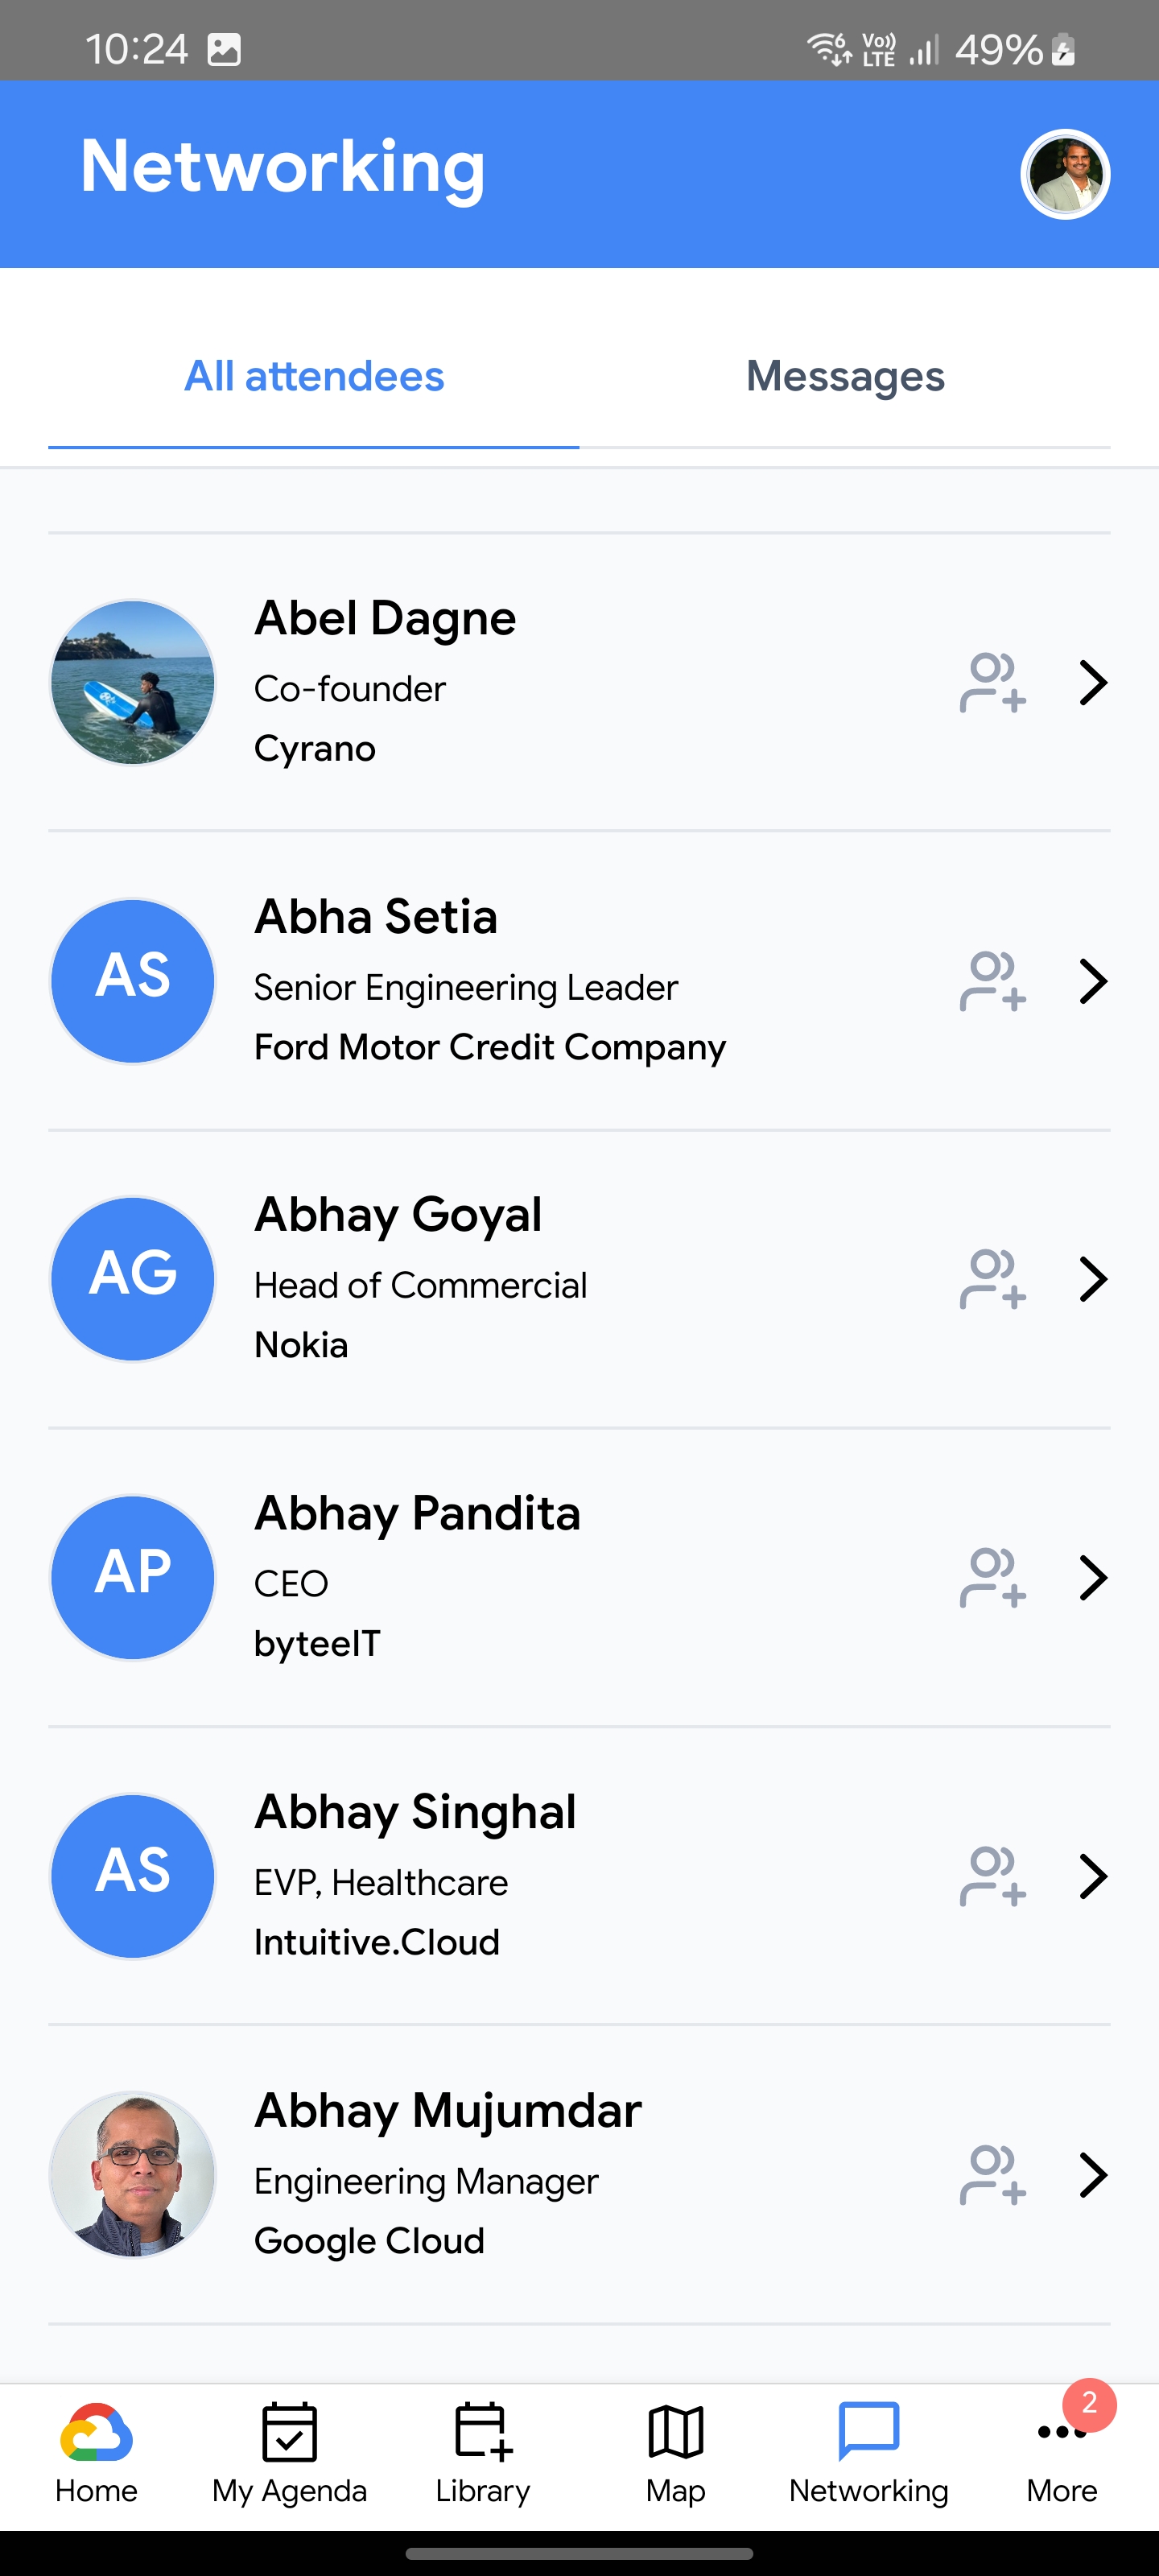 10:24
6 Vo)) LTE 49%
Networking
All attendees Messages
Abel Dagne
Co-founder
Cyrano
AS
Abha Setia
Senior Engineering Leader
Ford Motor Credit Company
AG
Abhay Goyal
Head of Commercial
Nokia
AP
Abhay Pandita
CEO
byteeIT
AS
Abhay Singhal
EVP, Healthcare
Intuitive.Cloud
Abhay Mujumdar
Engineering Manager
Google Cloud
2
Home My Agenda Library Map Networking More